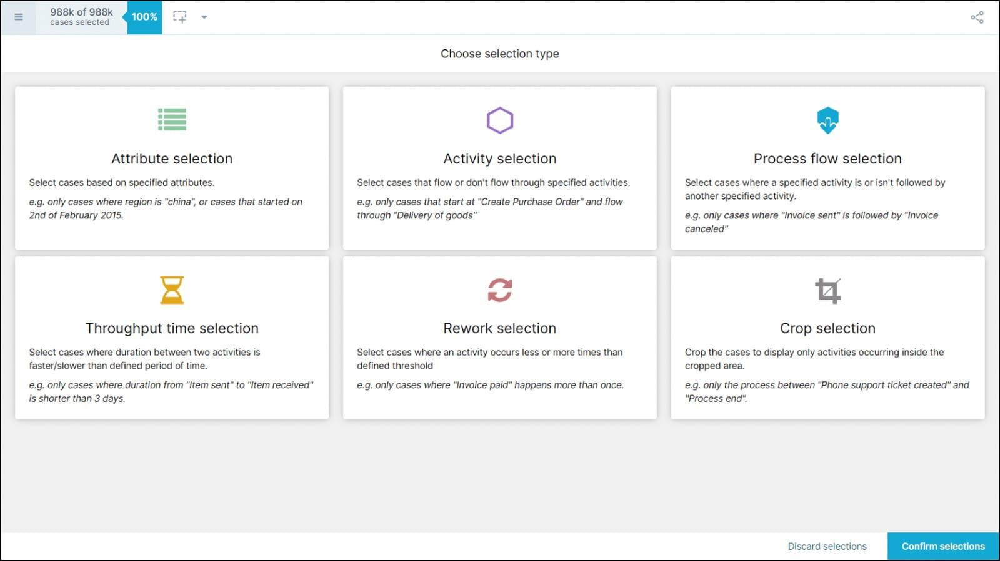 988k of 988k
cases selected
100%
Choose selection type
Attribute selection
Select cases based on specified attributes.
e.g. only cases where region is "china", or cases that started on
2nd of February 2015.
Activity selection
Select cases that flow or don't flow through specified activities.
e.g. only cases that start at "Create Purchase Order" and flow
through "Delivery of goods"
Process flow selection
Select cases where a specified activity is or isn't followed by
another specified activity.
e.g. only cases where "Invoice sent" is followed by "Invoice
canceled"
Throughput time selection
Select cases where duration between two activities is
faster/slower than defined period of time.
e.g. only cases where duration from "Item sent" to "Item received"
is shorter than 3 days.
Rework selection
Select cases where an activity occurs less or more times than
defined threshold
e.g. only cases where "Invoice paid" happens more than once.
Crop selection
Crop the cases to display only activities occurring inside the
cropped area.
e.g. only the process between "Phone support ticket created" and
"Process end".
Discard selections
Confirm selections